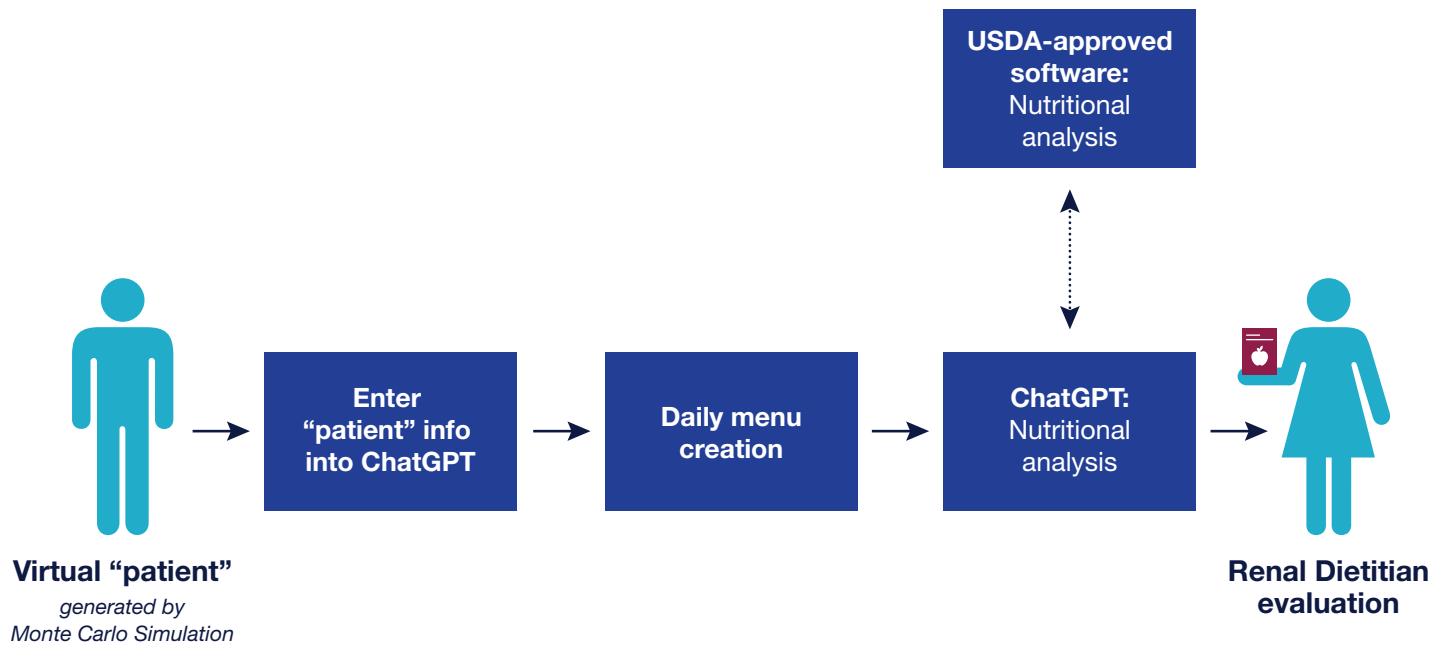 USDA-approved
software:
Nutritional
analysis
Virtual “patient”
generated by
Monte Carlo Simulation
Enter
“patient” info
into ChatGPT
Daily menu
creation
ChatGPT:
Nutritional
analysis
Renal Dietitian
evaluation